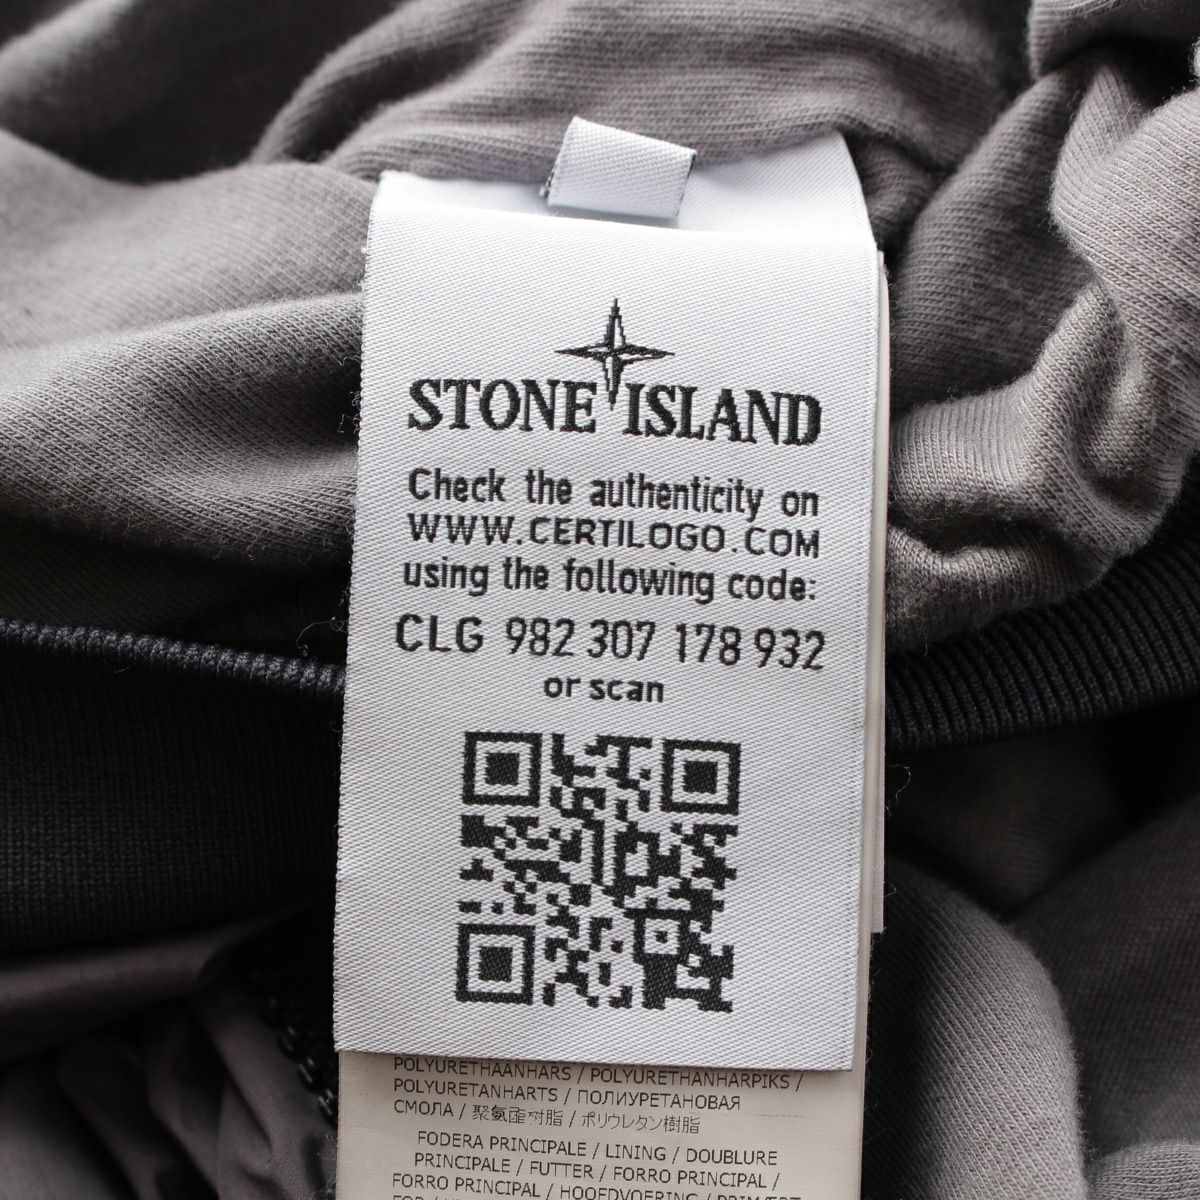 STONE ISLAND
Check the authenticity on
WWW.CERTILOGO.COM
using the following code:
CLG 982 307 178 932
or scan
POLYURETHAANHARS / POLYURETHANHARPIKS /
POLYURETANHARTS / ПОЛИУРЕТАНОВАЯ
СМОЛА / 聚氨酯树脂 / ポリウレタン樹脂
FODERA PRINCIPALE / LINING / DOUBLURE
PRINCIPALE / FUTTER / FORRO PRINCIPAL /
FORRO PRINCIPAL / HOOFDVOERING /